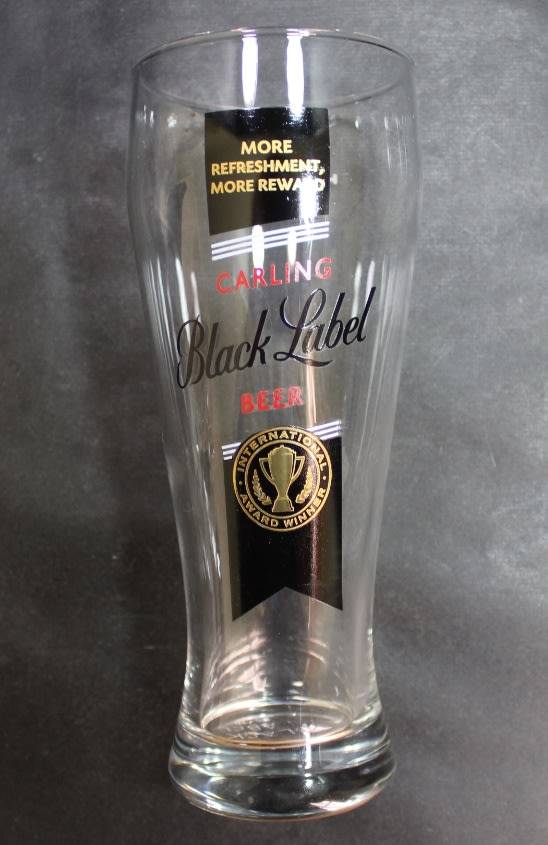 MORE
REFRESHMENT,
MORE REWARD
CARLING
Black Label
BEER
INTERNATIONAL
AWARD WINNER